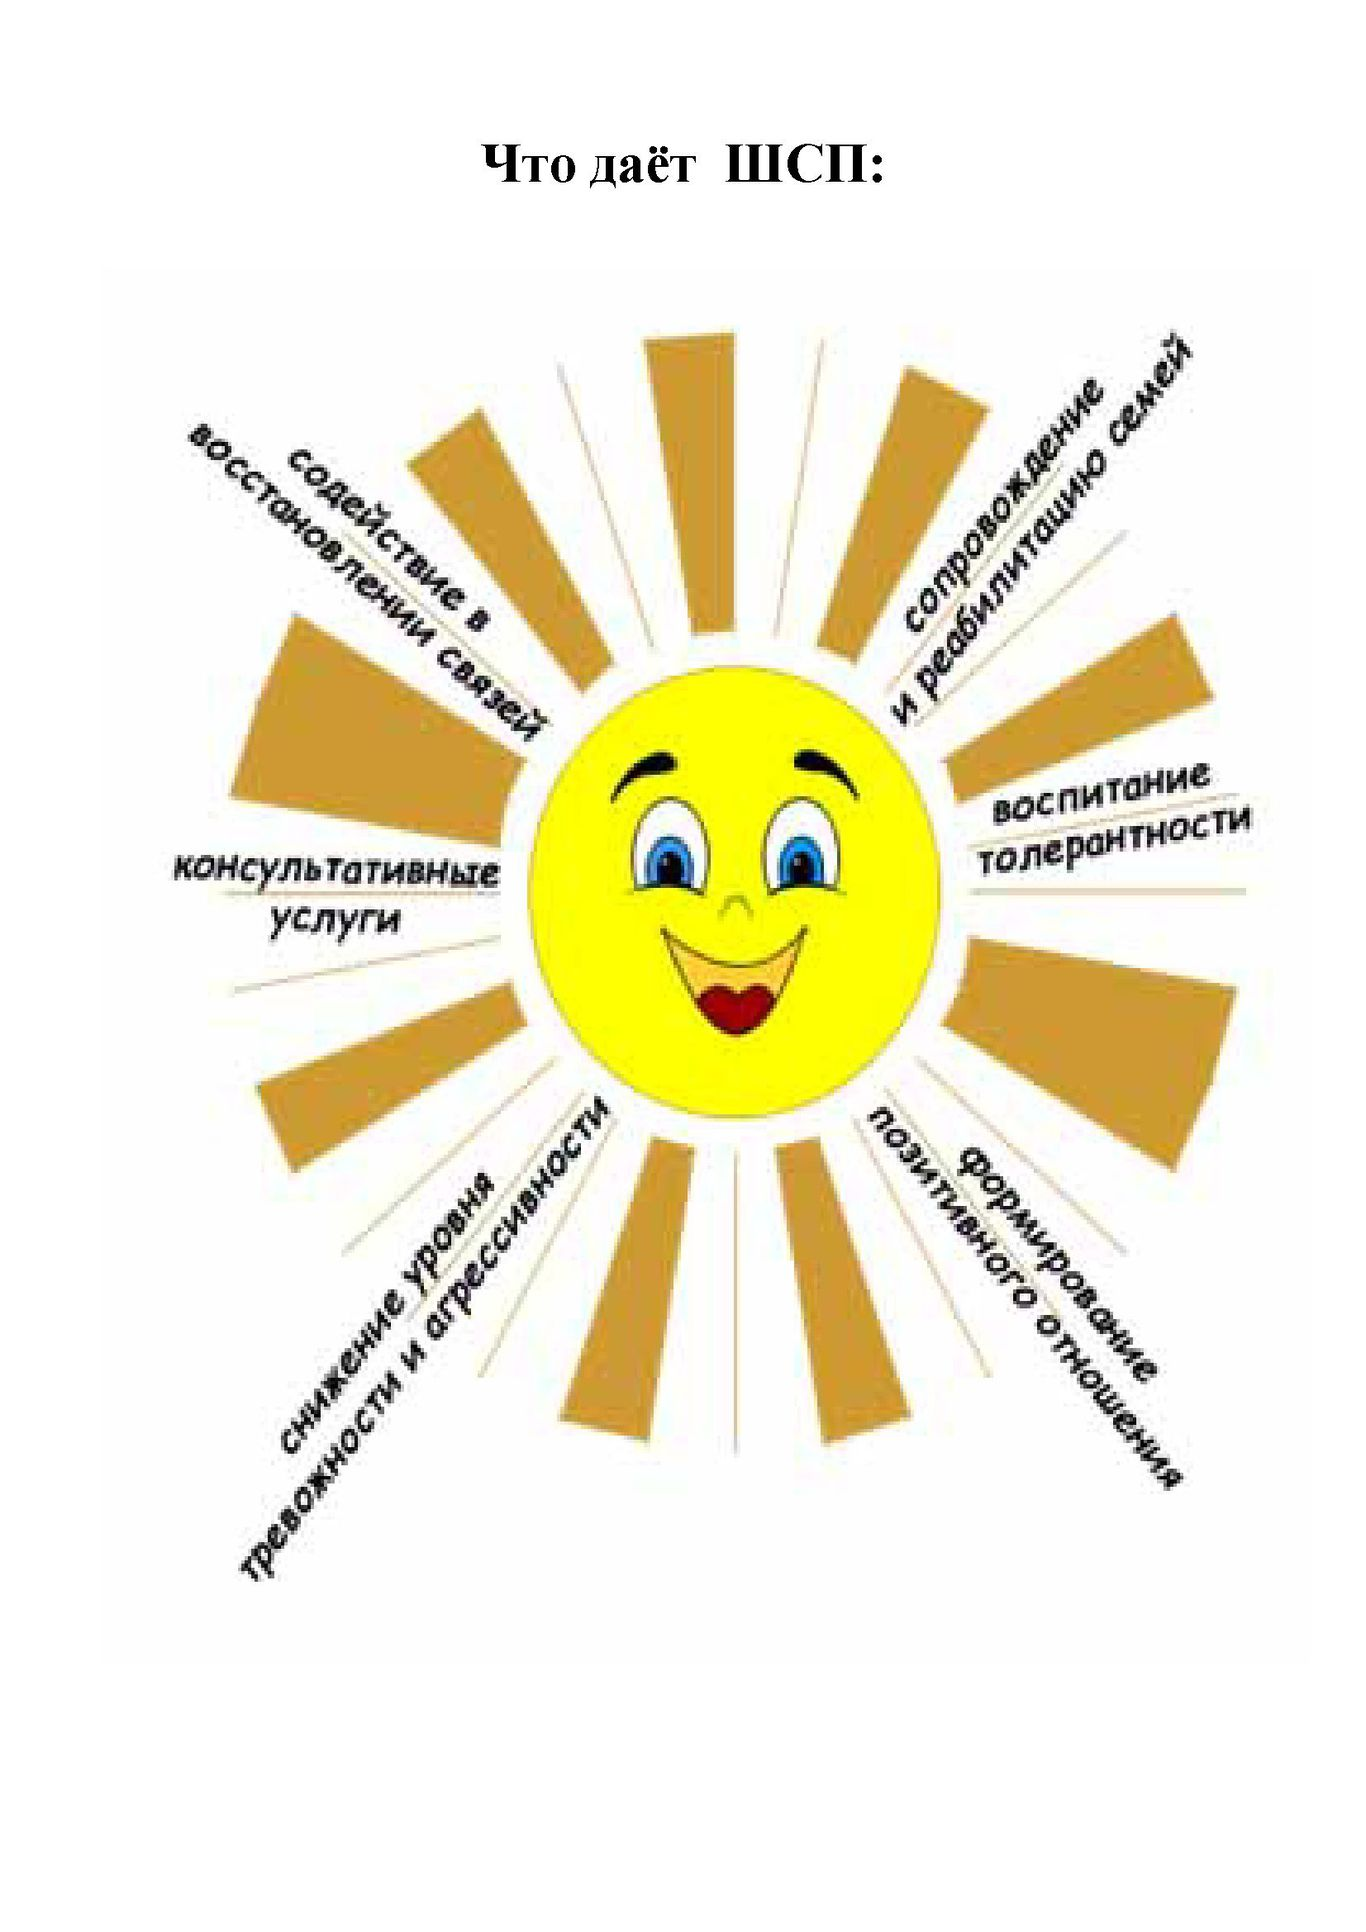 Что даёт ШСП:
содействие в
восстановлении связей
сопровождение
и реабилитацию семей
воспитание
толерантности
консультативные
услуги
снижение уровня
тревожности и агрессивности
формирование
позитивного отношения